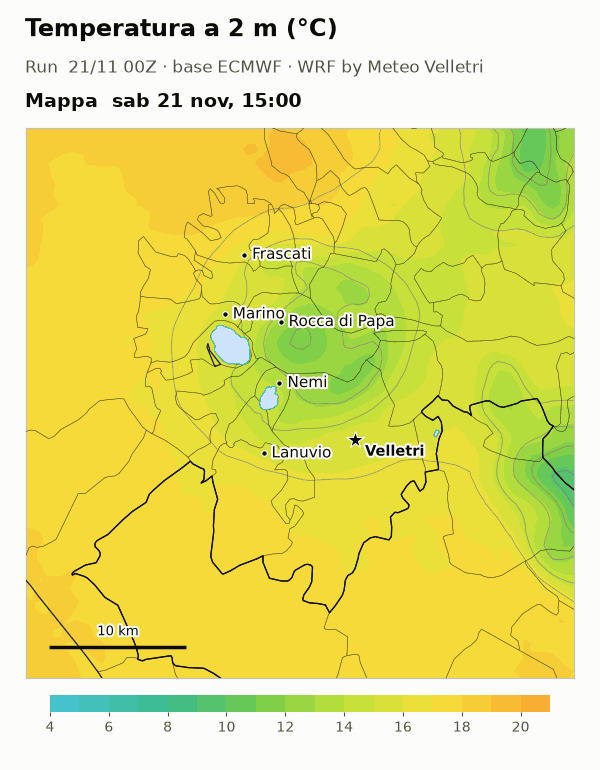 Temperatura a 2 m (°C)
Run  21/11 00Z · base ECMWF · WRF by Meteo Velletri
Mappa  sab 21 nov, 15:00
Frascati
Marino
Rocca di Papa
Nemi
Velletri
Lanuvio
10 km
4 6 8 10 12 14 16 18 20